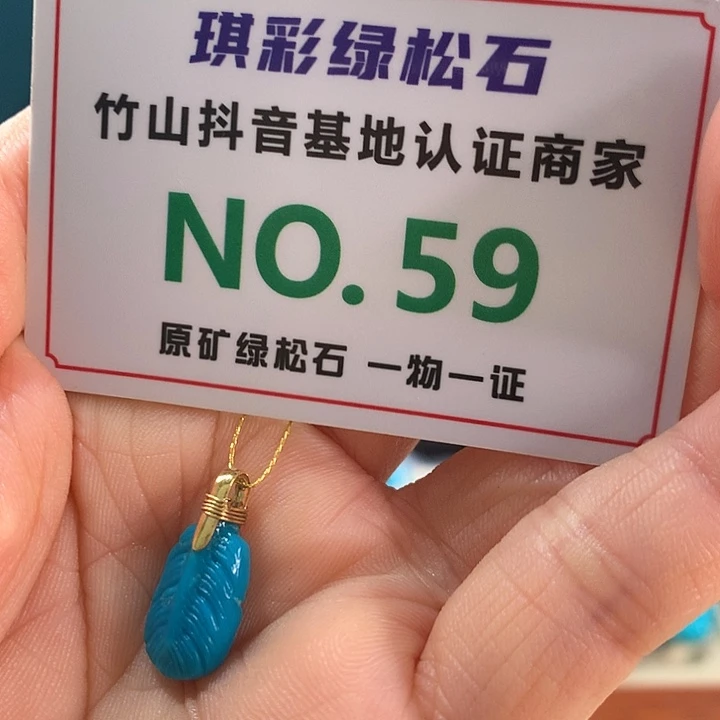 琪彩绿松石
竹山抖音基地认证商家
NO. 59
原矿绿松石 一物一证